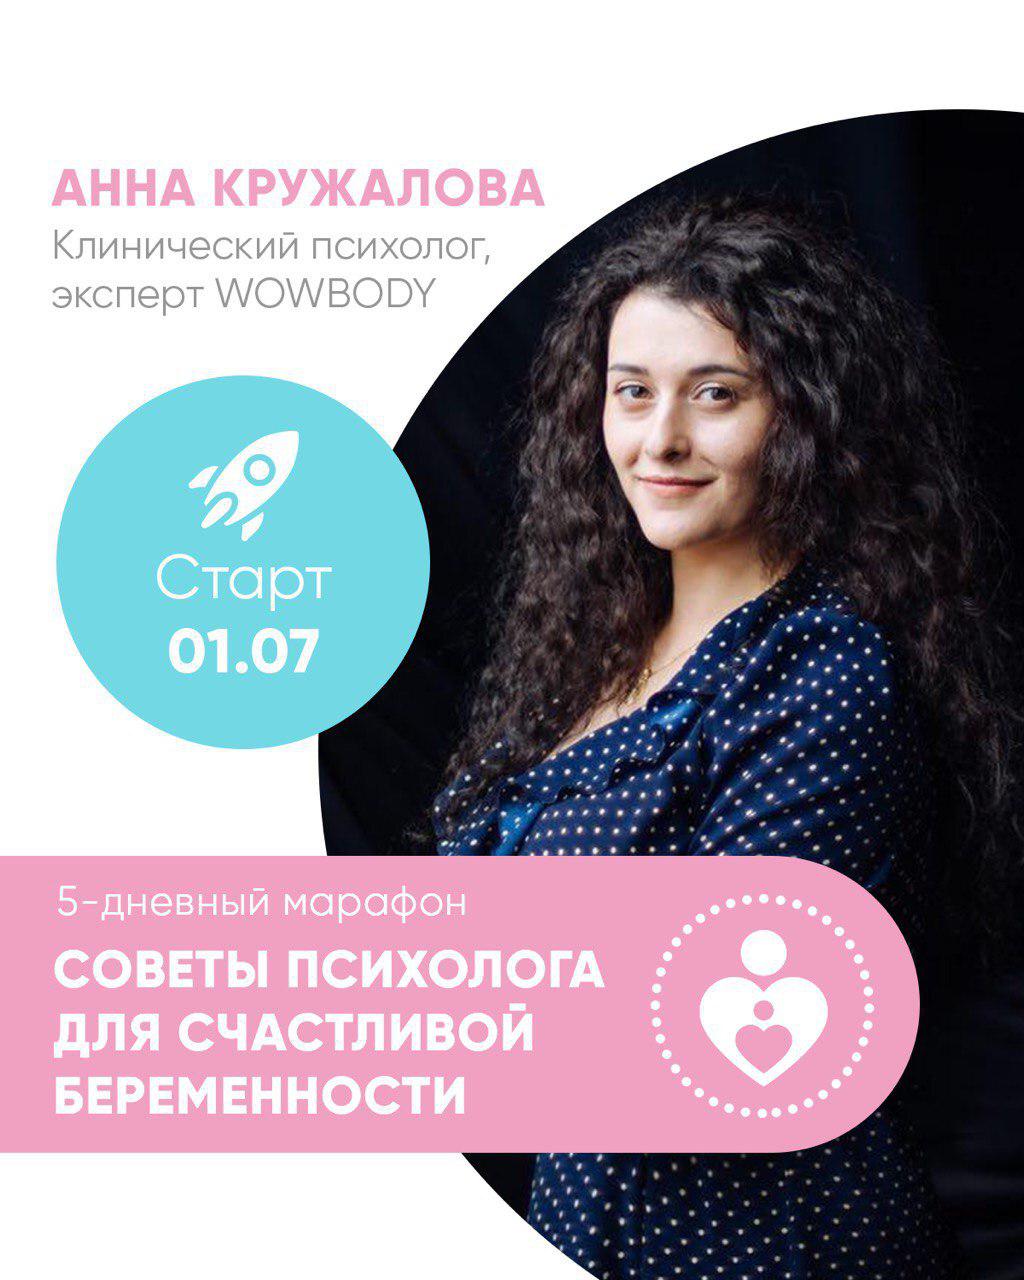 АННА КРУЖАЛОВА
Клинический психолог,
эксперт WOWBODY
Старт
01.07
5-дневный марафон
СОВЕТЫ ПСИХОЛОГА
ДЛЯ СЧАСТЛИВОЙ
БЕРЕМЕННОСТИ